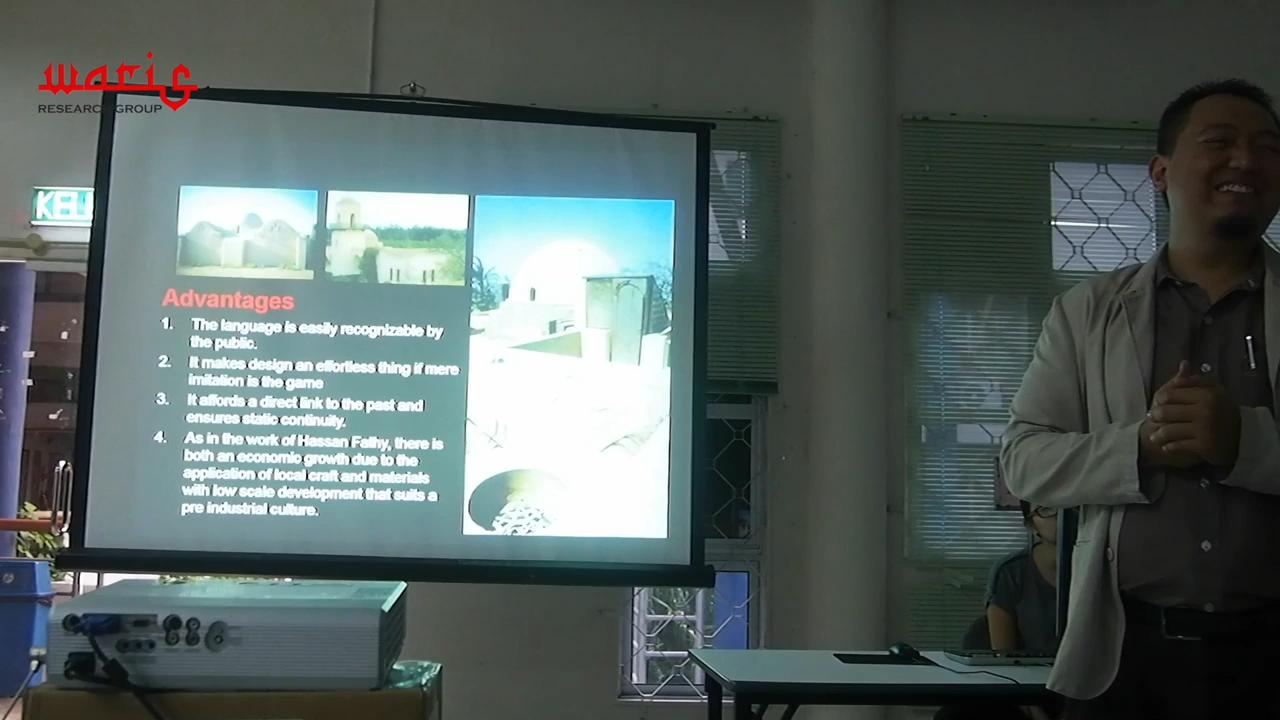 waris
RESEARCH GROUP
KELU
Advantages
1. The language is easily recognizable by
the public.
2. It makes design an effortless thing if mere
imitation is the game
3. It affords a direct link to the past and
ensures static continuity.
4. As in the work of Hassan Fathy, there is
both an economic growth due to the
application of local craft and materials
with low scale development that suits a
pre industrial culture.